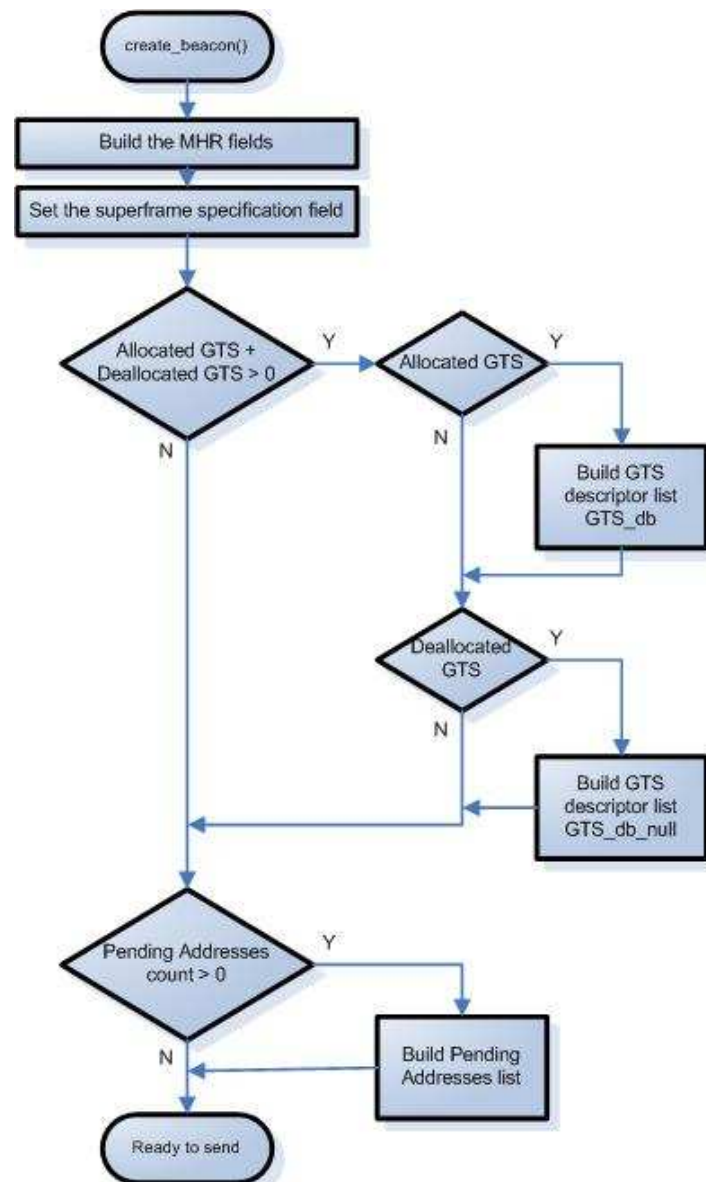 create_beacon()
Build the MHR fields
Set the superframe specification field
Allocated GTS +
Deallocated GTS > 0
Y
Allocated GTS
Y
N
N
Build GTS
descriptor list
GTS_db
Deallocated
GTS
Y
N
Build GTS
descriptor list
GTS_db_null
Pending Addresses
count > 0
Y
N
Build Pending
Addresses list
Ready to send